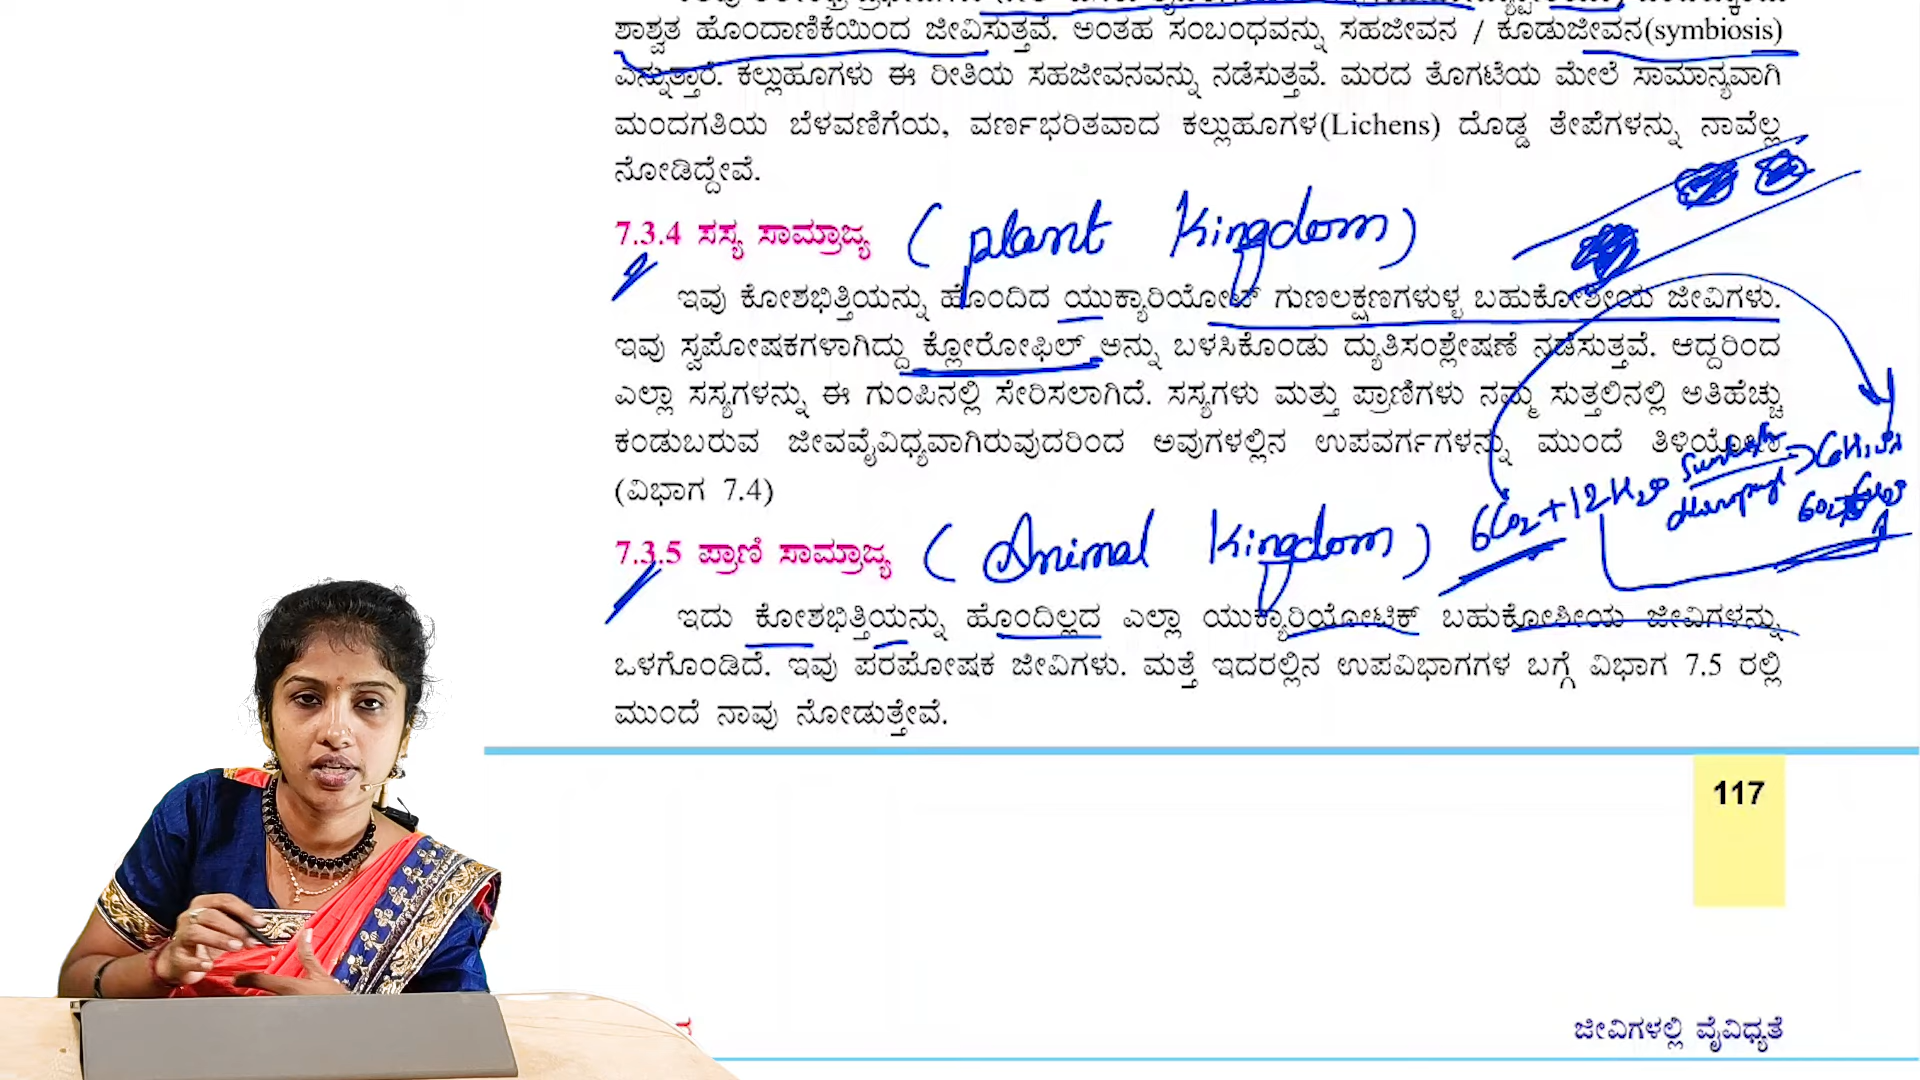 ಶಾಶ್ವತ ಹೊಂದಾಣಿಕೆಯಿಂದ ಜೀವಿಸುತ್ತವೆ. ಅಂತಹ ಸಂಬಂಧವನ್ನು ಸಹಜೀವನ / ಕೂಡುಜೀವನ(symbiosis)
ಎನ್ನುತ್ತಾರೆ. ಕಲ್ಲುಹೂಗಳು ಈ ರೀತಿಯ ಸಹಜೀವನವನ್ನು ನಡೆಸುತ್ತವೆ. ಮರದ ತೊಗಟೆಯ ಮೇಲೆ ಸಾಮಾನ್ಯವಾಗಿ
ಮಂದಗತಿಯ ಬೆಳವಣಿಗೆಯ, ವರ್ಣಭರಿತವಾದ ಕಲ್ಲುಹೂಗಳ(Lichens) ದೊಡ್ಡ ತೇಪೆಗಳನ್ನು ನಾವೆಲ್ಲ
ನೋಡಿದ್ದೇವೆ.
7.3.4 ಸಸ್ಯ ಸಾಮ್ರಾಜ್ಯ (plant Kingdom)
ಇವು ಕೋಶಭಿತ್ತಿಯನ್ನು ಹೊಂದಿದ ಯುಕ್ಯಾರಿಯೋಟ್ ಗುಣಲಕ್ಷಣಗಳುಳ್ಳ ಬಹುಕೋಶೀಯ ಜೀವಿಗಳು.
ಇವು ಸ್ವಪೋಷಕಗಳಾಗಿದ್ದು ಕ್ಲೋರೋಫಿಲ್ ಅನ್ನು ಬಳಸಿಕೊಂಡು ದ್ಯುತಿಸಂಶ್ಲೇಷಣೆ ನಡೆಸುತ್ತವೆ. ಆದ್ದರಿಂದ
ಎಲ್ಲಾ ಸಸ್ಯಗಳನ್ನು ಈ ಗುಂಪಿನಲ್ಲಿ ಸೇರಿಸಲಾಗಿದೆ. ಸಸ್ಯಗಳು ಮತ್ತು ಪ್ರಾಣಿಗಳು ನಮ್ಮ ಸುತ್ತಲಿನಲ್ಲಿ ಅತಿಹೆಚ್ಚು
ಕಂಡುಬರುವ ಜೀವವೈವಿಧ್ಯವಾಗಿರುವುದರಿಂದ ಅವುಗಳಲ್ಲಿನ ಉಪವರ್ಗಗಳನ್ನು ಮುಂದೆ ತಿಳಿಯೋಣ
(ವಿಭಾಗ 7.4)
6CO2+12H2O
7.3.5 ಪ್ರಾಣಿ ಸಾಮ್ರಾಜ್ಯ (Animal Kingdom)
ಇದು ಕೋಶಭಿತ್ತಿಯನ್ನು ಹೊಂದಿಲ್ಲದ ಎಲ್ಲಾ ಯುಕ್ಯಾರಿಯೋಟಿಕ್ ಬಹುಕೋಶೀಯ ಜೀವಿಗಳನ್ನು
ಒಳಗೊಂಡಿದೆ. ಇವು ಪರಪೋಷಕ ಜೀವಿಗಳು. ಮತ್ತೆ ಇದರಲ್ಲಿನ ಉಪವಿಭಾಗಗಳ ಬಗ್ಗೆ ವಿಭಾಗ 7.5 ರಲ್ಲಿ
ಮುಂದೆ ನಾವು ನೋಡುತ್ತೇವೆ.
117
ಜೀವಿಗಳಲ್ಲಿ ವೈವಿಧ್ಯತೆ